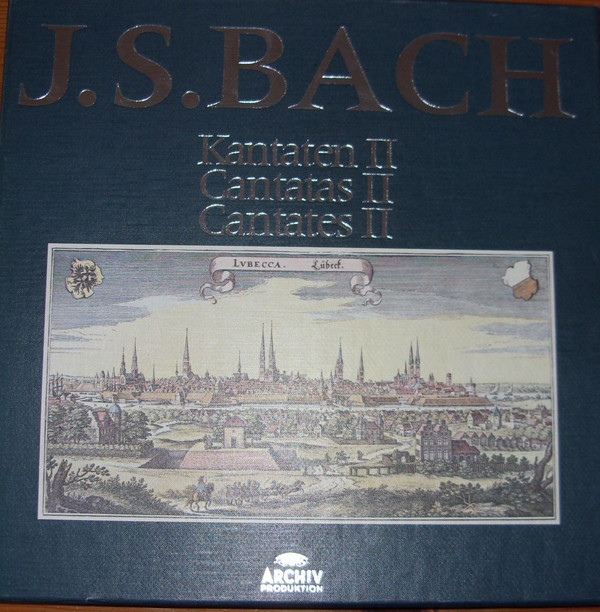 J.S.BACH
Kantaten II
Cantatas II
Cantates II
LVBECCA. Lübeck.
ARCHIV
PRODUKTION